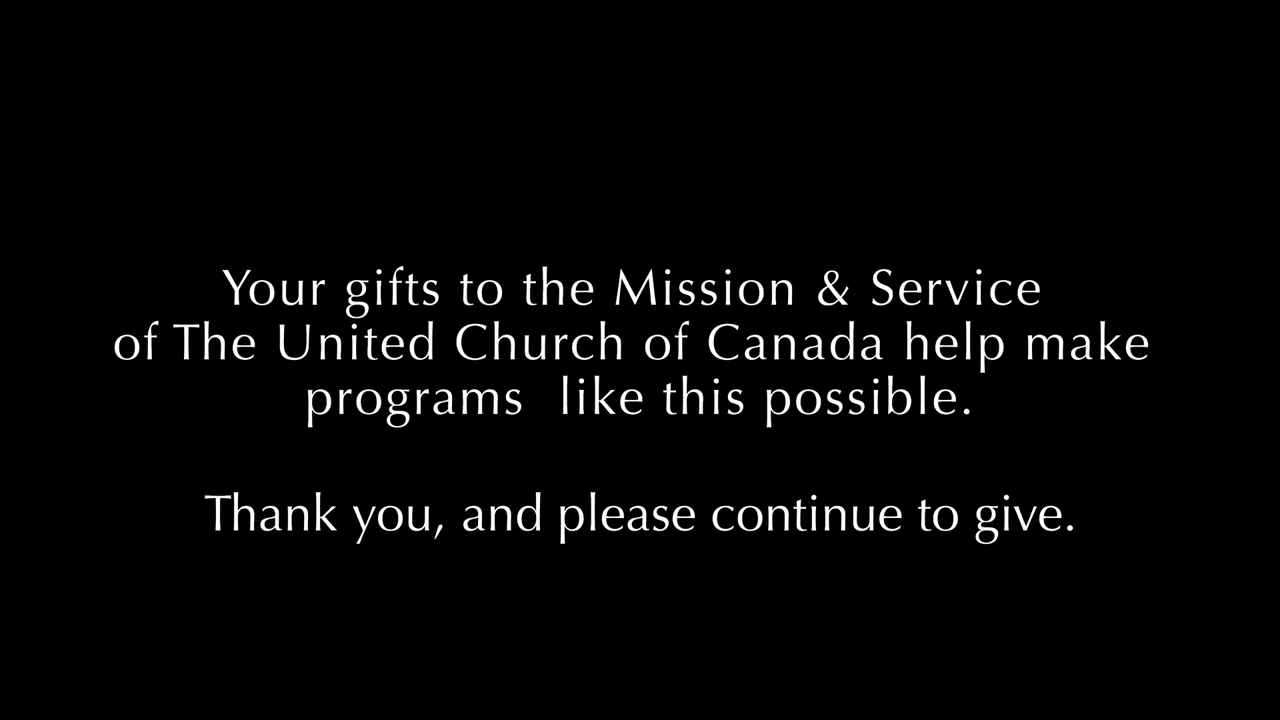 Your gifts to the Mission & Service
of The United Church of Canada help make
programs  like this possible.
Thank you, and please continue to give.